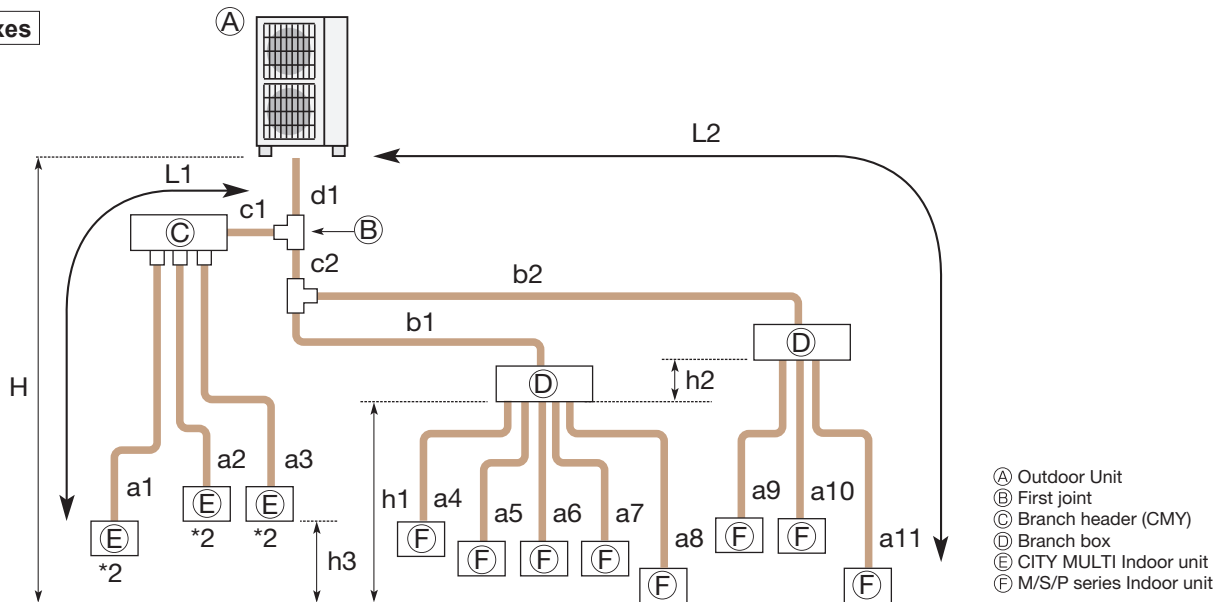 xes
Ⓐ
L2
L1
d1
c1
Ⓒ
Ⓑ
c2
b2
b1
Ⓓ
Ⓓ
h2
H
a1
a2
a3
h1
a4
a5
a6
a7
a8
a9
a10
a11
Ⓔ
*2
Ⓔ
*2
Ⓔ
*2
h3
Ⓕ
Ⓕ
Ⓕ
Ⓕ
Ⓕ
Ⓕ
Ⓕ
Ⓕ
Ⓐ Outdoor Unit
Ⓑ First joint
Ⓒ Branch header (CMY)
Ⓓ Branch box
Ⓔ CITY MULTI Indoor unit
Ⓕ M/S/P series Indoor unit